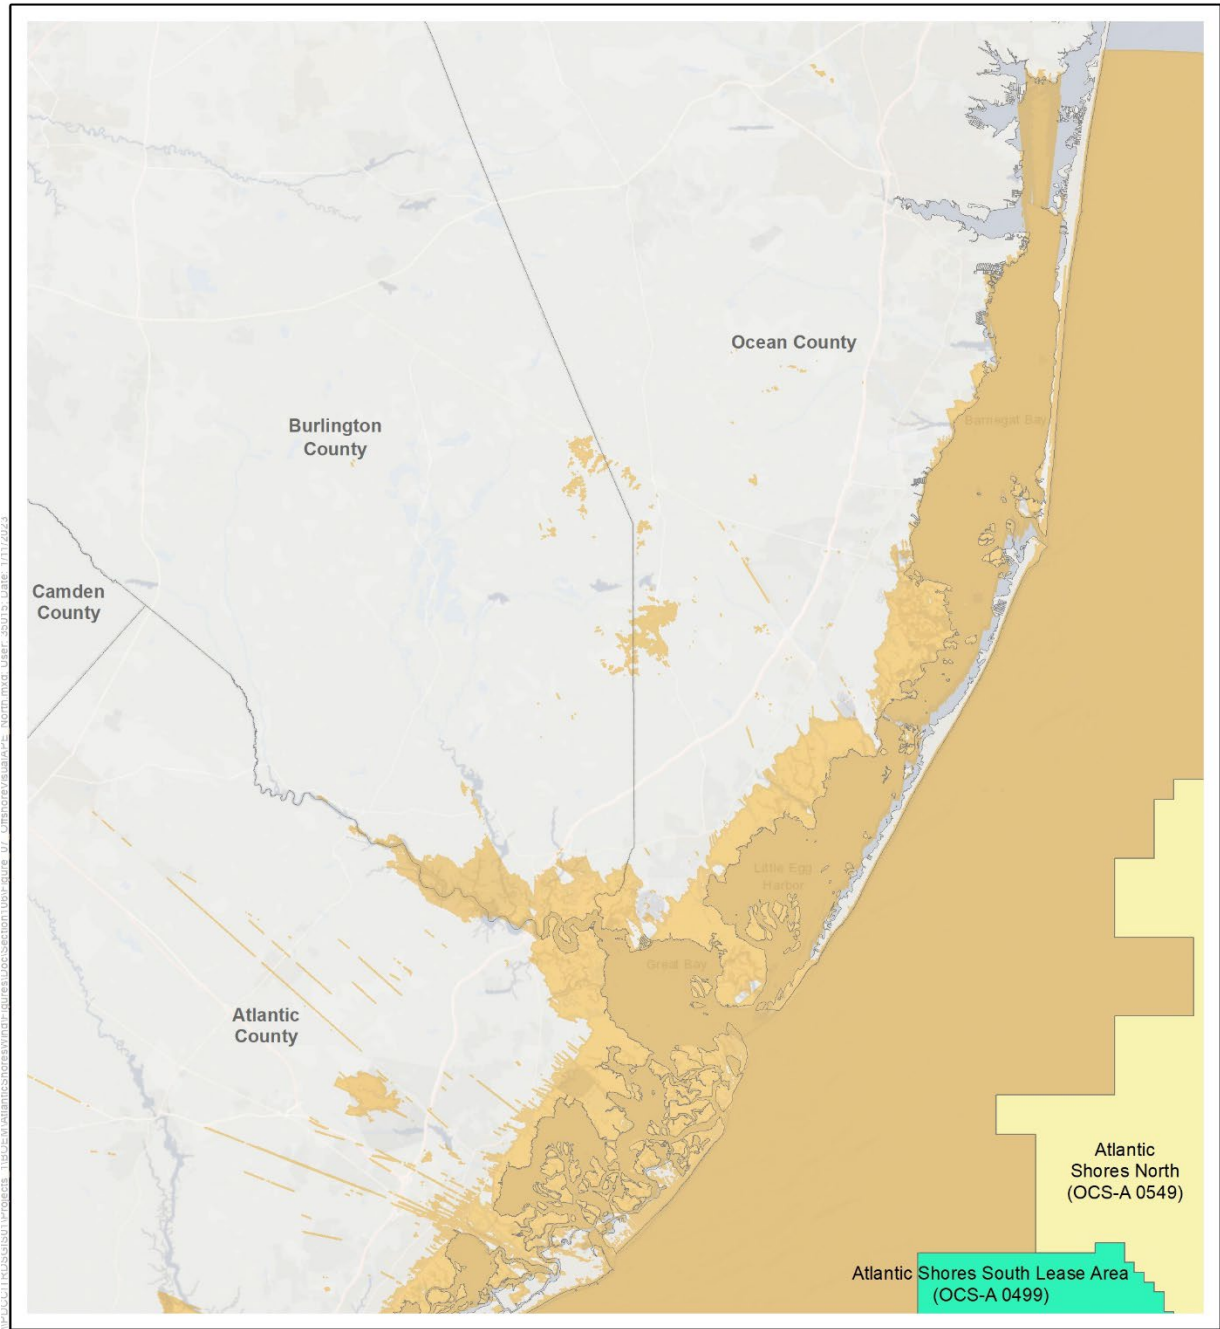 Ocean County
Burlington
County
Barnegat Bay
Camden
County
Little Egg
Harbor
Great Bay
Atlantic
County
Atlantic
Shores North
(OCS-A 0549)
Atlantic Shores South Lease Area
(OCS-A 0499)